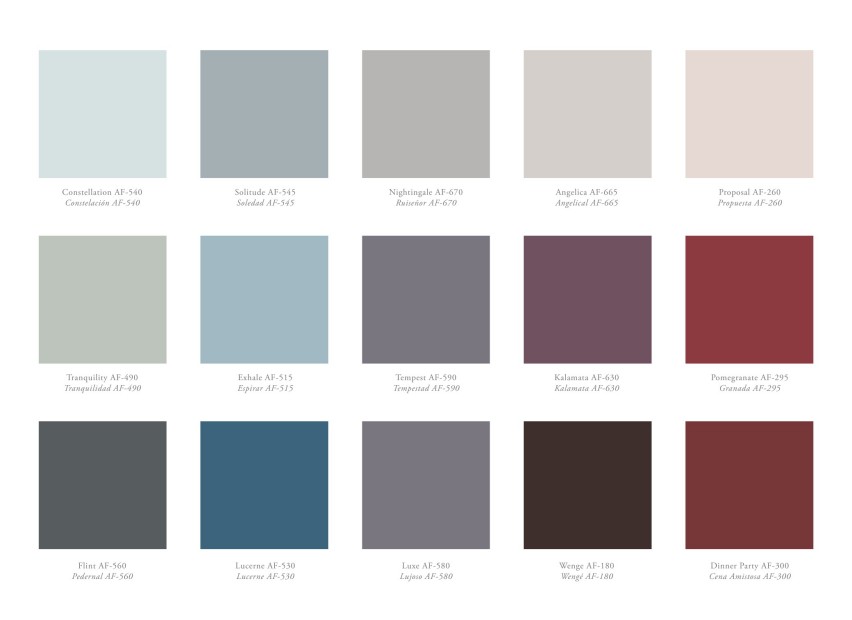 Constellation AF-540
Constelación AF-540
Solitude AF-545
Soledad AF-545
Nightingale AF-670
Ruiseñor AF-670
Angelica AF-665
Angelical AF-665
Proposal AF-260
Propuesta AF-260
Tranquility AF-490
Tranquilidad AF-490
Exhale AF-515
Espirar AF-515
Tempest AF-590
Tempestad AF-590
Kalamata AF-630
Kalamata AF-630
Pomegranate AF-295
Granada AF-295
Flint AF-560
Pedernal AF-560
Lucerne AF-530
Lucerne AF-530
Luxe AF-580
Lujoso AF-580
Wenge AF-180
Wengé AF-180
Dinner Party AF-300
Cena Amistosa AF-300